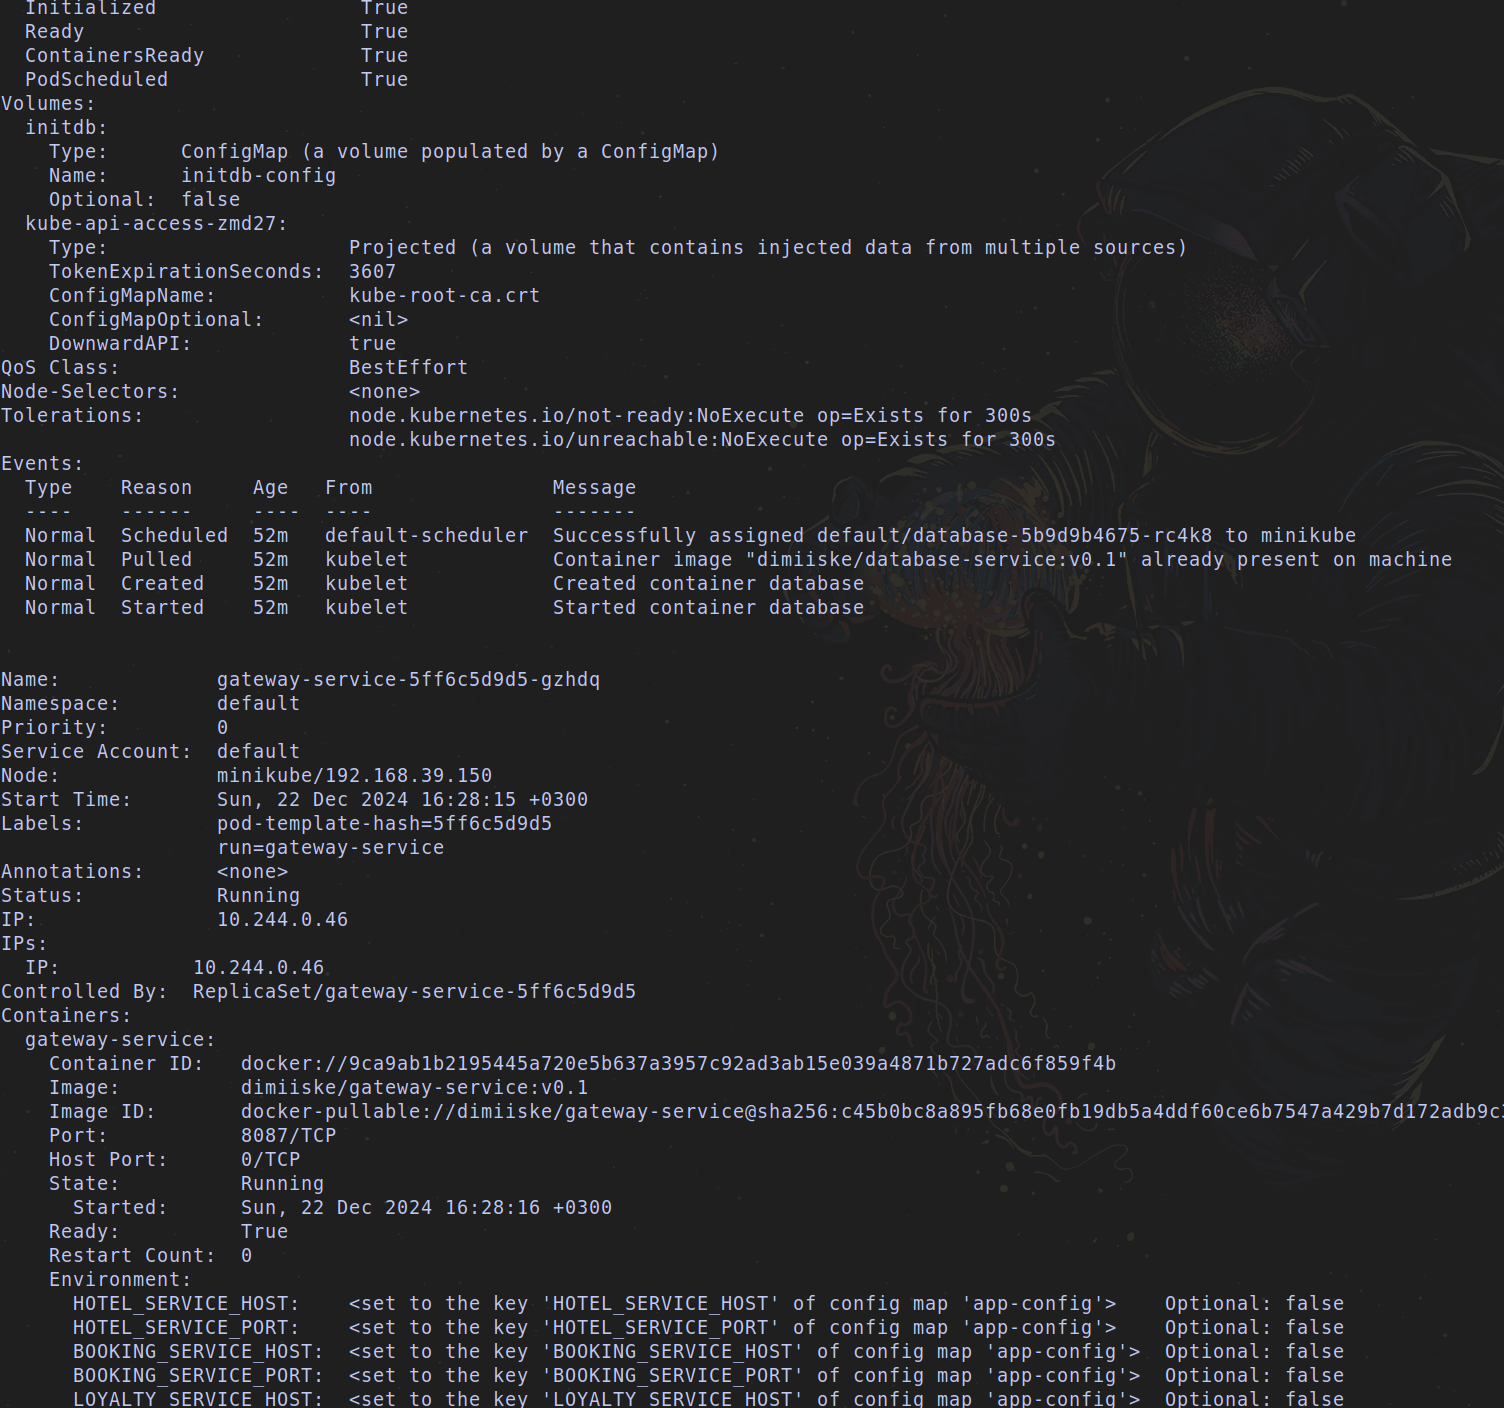 Initialized                 True
  Ready                       True
  ContainersReady             True
  PodScheduled                True
Volumes:
  initdb:
    Type:      ConfigMap (a volume populated by a ConfigMap)
    Name:      initdb-config
    Optional:  false
  kube-api-access-zmd27:
    Type:                    Projected (a volume that contains injected data from multiple sources)
    TokenExpirationSeconds:  3607
    ConfigMapName:           kube-root-ca.crt
    ConfigMapOptional:       <nil>
    DownwardAPI:             true
QoS Class:                   BestEffort
Node-Selectors:              <none>
Tolerations:                 node.kubernetes.io/not-ready:NoExecute op=Exists for 300s
                             node.kubernetes.io/unreachable:NoExecute op=Exists for 300s
Events:
  Type    Reason     Age   From               Message
  ----    ------     ----  ----               -------
  Normal  Scheduled  52m   default-scheduler  Successfully assigned default/database-5b9d9b4675-rc4k8 to minikube
  Normal  Pulled     52m   kubelet            Container image "dimiiske/database-service:v0.1" already present on machine
  Normal  Created    52m   kubelet            Created container database
  Normal  Started    52m   kubelet            Started container database


Name:             gateway-service-5ff6c5d9d5-gzhdq
Namespace:        default
Priority:         0
Service Account:  default
Node:             minikube/192.168.39.150
Start Time:       Sun, 22 Dec 2024 16:28:15 +0300
Labels:           pod-template-hash=5ff6c5d9d5
                  run=gateway-service
Annotations:      <none>
Status:           Running
IP:               10.244.0.46
IPs:
  IP:           10.244.0.46
Controlled By:  ReplicaSet/gateway-service-5ff6c5d9d5
Containers:
  gateway-service:
    Container ID:   docker://9ca9ab1b2195445a720e5b637a3957c92ad3ab15e039a4871b727adc6f859f4b
    Image:          dimiiske/gateway-service:v0.1
    Image ID:       docker-pullable://dimiiske/gateway-service@sha256:c45b0bc8a895fb68e0fb19db5a4ddf60ce6b7547a429b7d172adb9c
    Port:           8087/TCP
    Host Port:      0/TCP
    State:          Running
      Started:      Sun, 22 Dec 2024 16:28:16 +0300
    Ready:          True
    Restart Count:  0
    Environment:
      HOTEL_SERVICE_HOST:    <set to the key 'HOTEL_SERVICE_HOST' of config map 'app-config'>    Optional: false
      HOTEL_SERVICE_PORT:    <set to the key 'HOTEL_SERVICE_PORT' of config map 'app-config'>    Optional: false
      BOOKING_SERVICE_HOST:  <set to the key 'BOOKING_SERVICE_HOST' of config map 'app-config'>  Optional: false
      BOOKING_SERVICE_PORT:  <set to the key 'BOOKING_SERVICE_PORT' of config map 'app-config'>  Optional: false
      LOYALTY_SERVICE_HOST:  <set to the key 'LOYALTY_SERVICE_HOST' of config map 'app-config'>  Optional: false